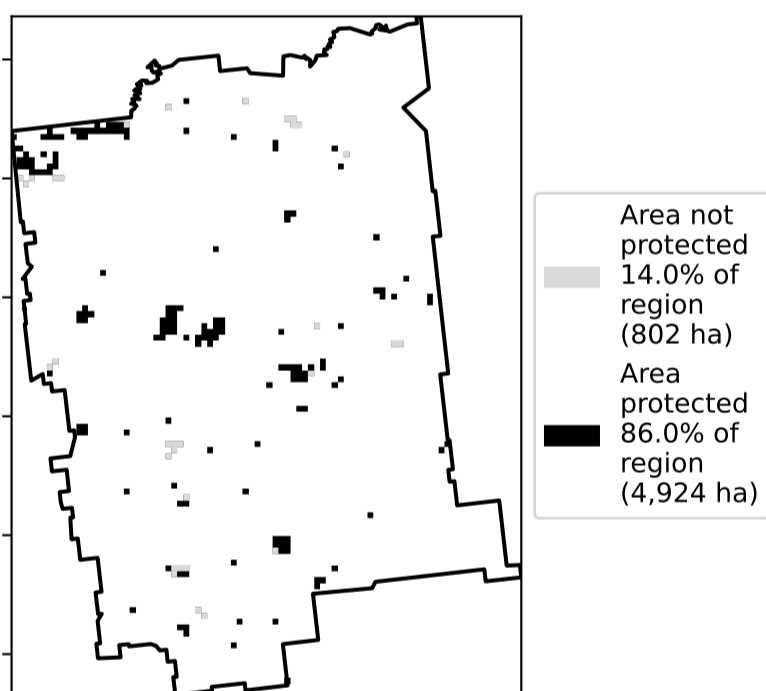 Area not
protected
14.0% of
region
(802 ha)
Area
protected
86.0% of
region
(4,924 ha)